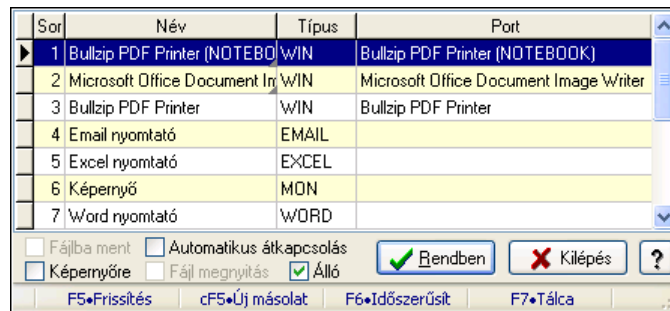 Sor Név Típus Port
1 Bullzip PDF Printer (NOTEBO WIN Bullzip PDF Printer (NOTEBOOK)
2 Microsoft Office Document Im WIN Microsoft Office Document Image Writer
3 Bullzip PDF Printer WIN Bullzip PDF Printer
4 Email nyomtató EMAIL
5 Excel nyomtató EXCEL
6 Képernyő MON
7 Word nyomtató WORD
Fájlba ment Automatikus átkapcsolás
Képernyőre Fájl megnyitás Álló
Rendben Kilépés ?
F5•Frissítés cF5•Új másolat F6•Időszerűsít F7•Tálca